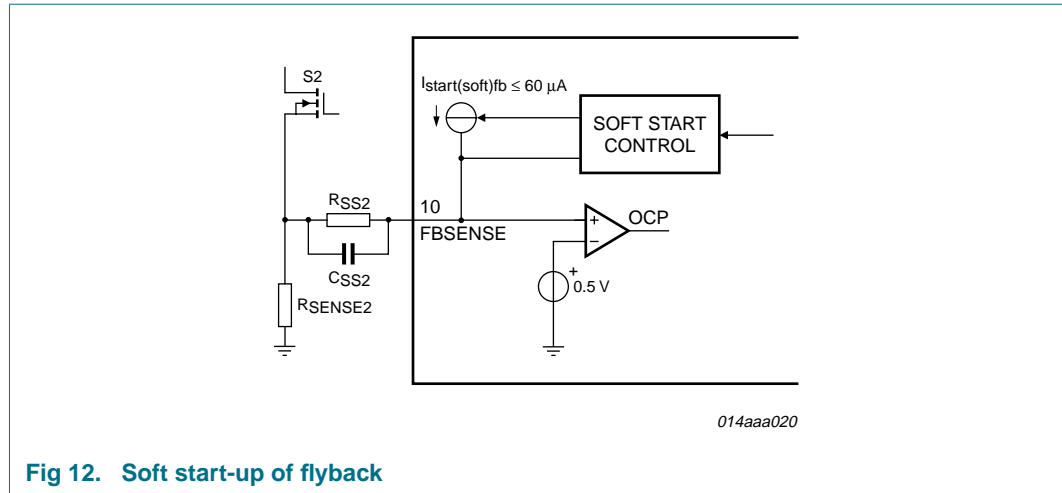 S2
Istart(soft)fb ≤ 60 μA
SOFT START
CONTROL
RSS2
10
FBSENSE
CSS2
+
−
OCP
+
0.5 V
RSENSE2
014aaa020
Fig 12. Soft start-up of flyback